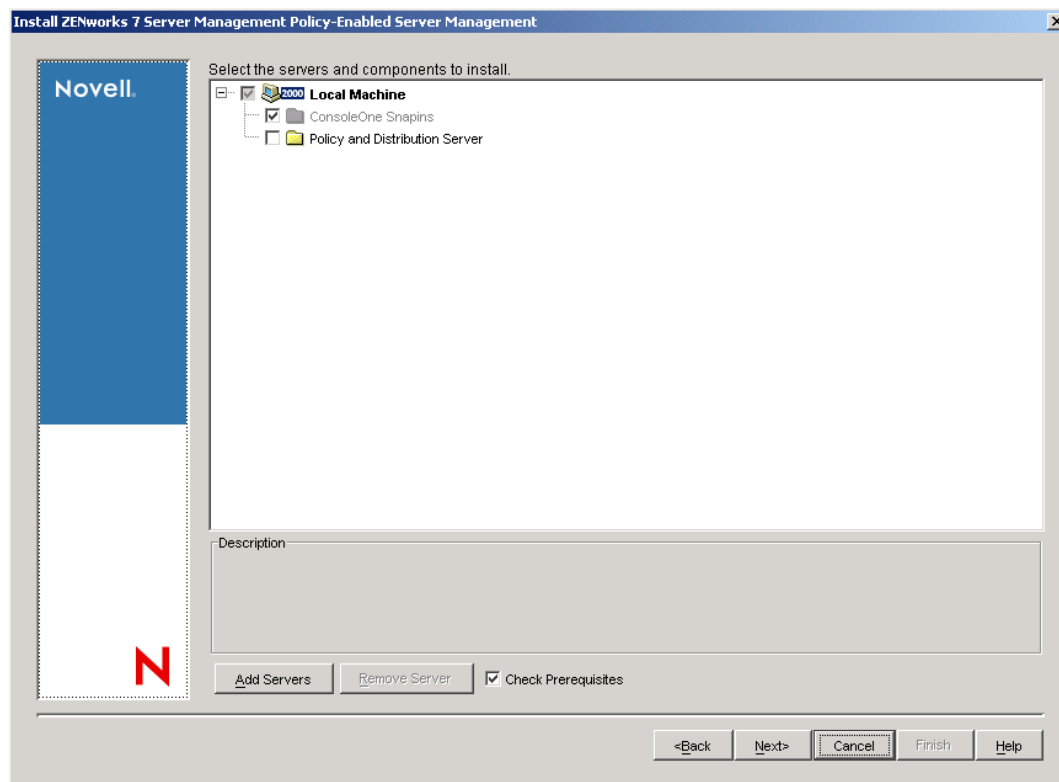 Install ZENworks 7 Server Management Policy-Enabled Server Management
Novell.
Select the servers and components to install.
2000 Local Machine
ConsoleOne Snapins
Policy and Distribution Server
Description
N
Add Servers Remove Server Check Prerequisites
<Back Next> Cancel Finish Help